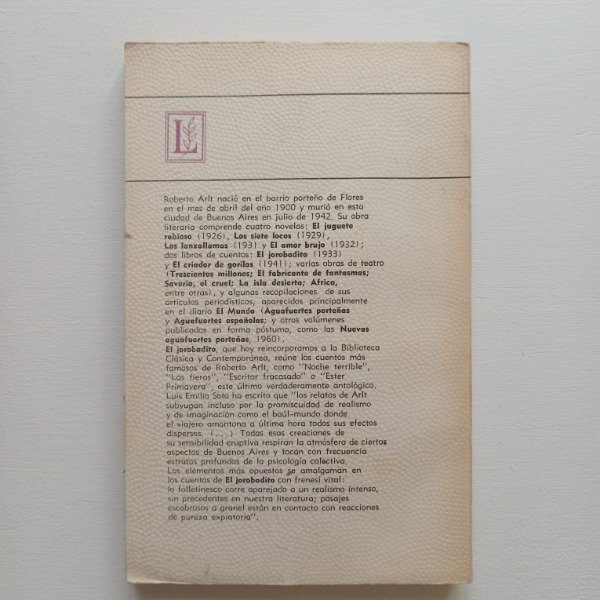 L
Roberto Arlt nació en el barrio porteño de Flores
en el mes de abril del año 1900 y murió en esta
ciudad de Buenos Aires en julio de 1942. Su obra
literaria comprende cuatro novelas: El juguete
rabioso (1926), Los siete locos (1929),
Los lanzallamas (1931 y El amor brujo (1932);
dos libros de cuentos: El jorobadito (1933)
y El criador de gorilas (1941); varias obras de teatro
(Trescientos millones; El fabricante de fantasmas;
Saverio, el cruel; La isla desierta; África,
entre otras), y algunas recopilaciones de sus
artículos periodísticos, aparecidos principalmente
en el diario El Mundo (Aguafuertes porteñas
y Aguafuertes españolas; y otros volúmenes
publicados en forma póstuma, como las Nuevas
aguafuertes porteñas, 1960).
El jorobadito, que hoy reincorporamos a la Biblioteca
Clásica y Contemporánea, reúne los cuentos más
famosos de Roberto Arlt, como "Noche terrible",
"Las fieras", "Escritor fracasado" o "Ester
Primavera", este último verdaderamente antológico.
Luis Emilio Soto ha escrito que "los relatos de Arlt
subyugan incluso por la promiscuidad de realismo
y de imaginación como el baúl-mundo donde
el viajero amontona a última hora todos sus efectos
dispersos. (...) Todas esas creaciones de
su sensibilidad eruptiva respiran la atmósfera de ciertos
aspectos de Buenos Aires y tocan con frecuencia
estratos profundos de la psicología colectiva.
Los elementos más opuestos se amalgaman en
los cuentos de El jorobadito con frenesí vital:
lo folletinesco corre aparejado a un realismo intenso,
sin precedentes en nuestra literatura; pasajes
escabrosos a granel están en contacto con reacciones
de pureza expiatoria".